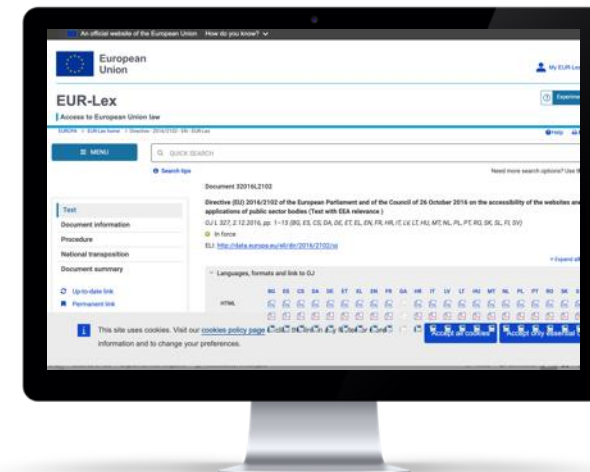 An official website of the European Union How do you know?
European
Union
My EUR-Lex
EUR-Lex
Access to European Union law
EUROPA > EUR-Lex home > Directive - 2016/2102 - EN - EUR-Lex
Help
MENU
QUICK SEARCH
Search tips
Need more search options? Use
Document 32016L2102
Text
Document information
Procedure
National transposition
Document summary
Up-to-date link
Permanent link
Directive (EU) 2016/2102 of the European Parliament and of the Council of 26 October 2016 on the accessibility of the websites and
applications of public sector bodies (Text with EEA relevance )
OJ L 327, 2.12.2016, pp. 1–15 (BG, ES, CS, DA, DE, ET, EL, EN, FR, HR, IT, LV, LT, HU, MT, NL, PL, PT, RO, SK, SL, FI, SV)
In force
ELI: http://data.europa.eu/eli/dir/2016/2102/oj
Expand all
Languages, formats and link to OJ
BG ES CS DA DE ET EL EN FR GA HR IT LV LT HU MT NL PL PT RO SK
HTML
This site uses cookies. Visit our cookies policy page
information and to change your preferences.
Accept all cookies
Accept only essential